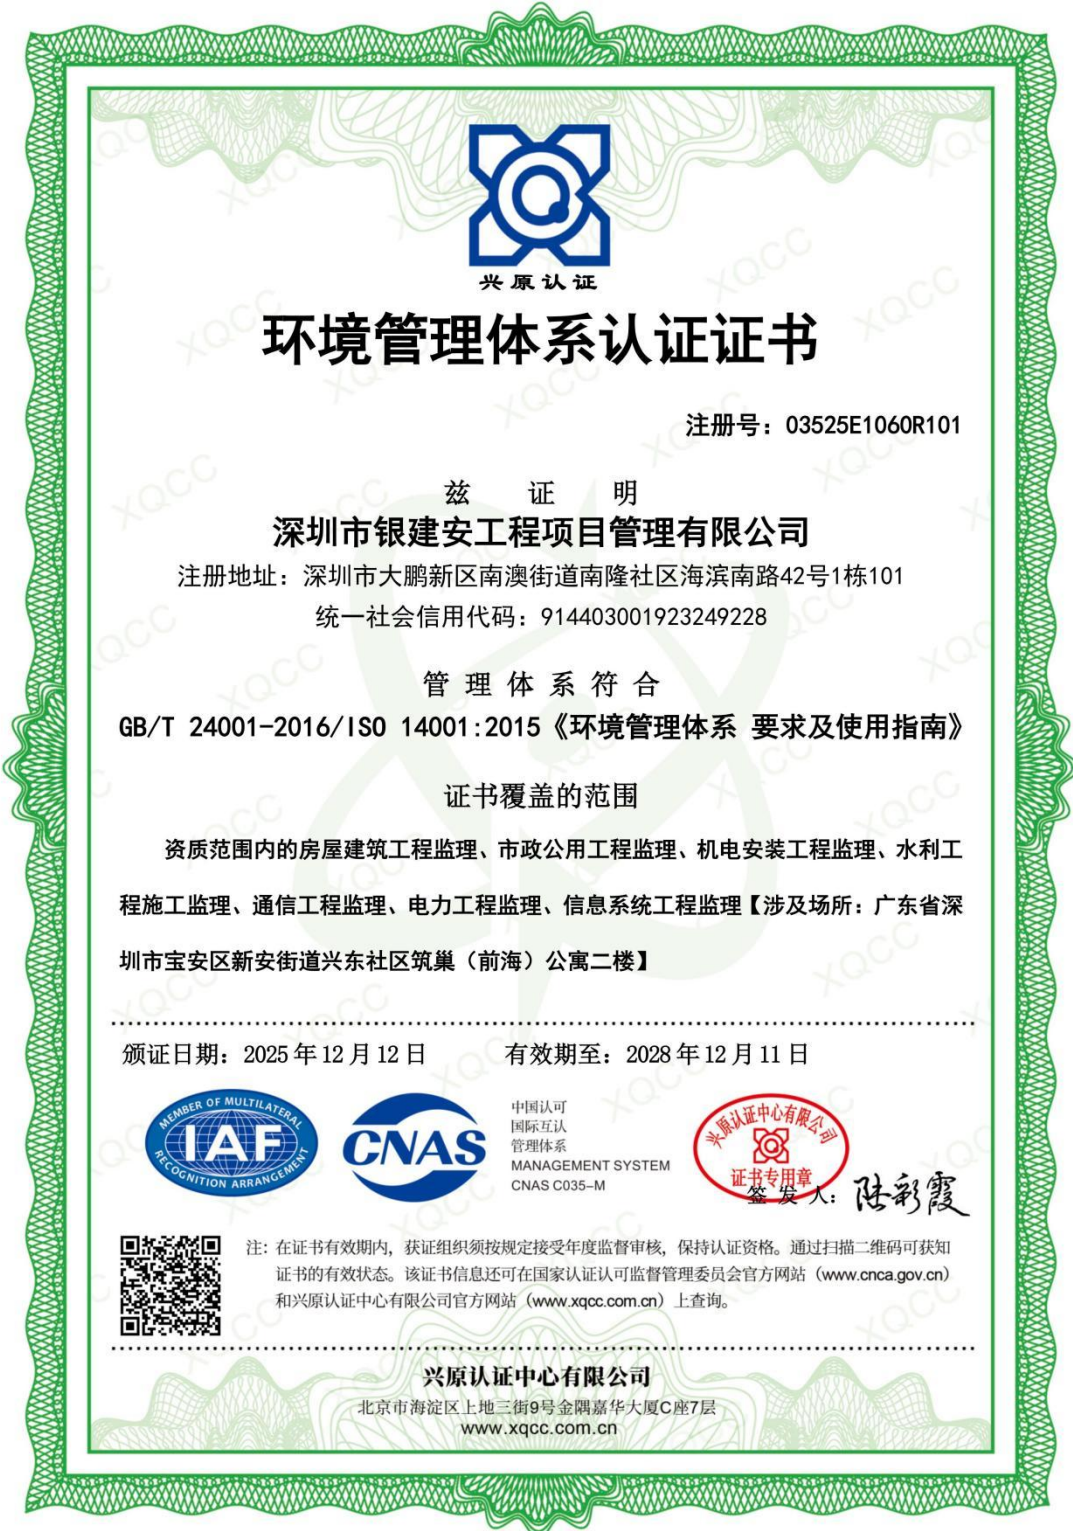 兴原认证
环境管理体系认证证书
注册号：03525E1060R101
兹 证 明
深圳市银建安工程项目管理有限公司
注册地址：深圳市大鹏新区南澳街道南隆社区海滨南路42号1栋101
统一社会信用代码：914403001923249228
管理体系符合
GB/T 24001-2016/ISO 14001:2015《环境管理体系 要求及使用指南》
证书覆盖的范围
资质范围内的房屋建筑工程监理、市政公用工程监理、机电安装工程监理、水利工
程施工监理、通信工程监理、电力工程监理、信息系统工程监理【涉及场所：广东省深
圳市宝安区新安街道兴东社区筑巢（前海）公寓二楼】
颁证日期：2025年12月12日 有效期至：2028年12月11日
MEMBER OF MULTILATERAL
IAF
RECOGNITION ARRANGEMENT
CNAS
中国认可
国际互认
管理体系
MANAGEMENT SYSTEM
CNAS C035-M
兴原认证中心有限公司
证书专用章
签发人：陆彩霞
注：在证书有效期内，获证组织须按规定接受年度监督审核，保持认证资格。通过扫描二维码可获知
证书的有效状态。该证书信息还可在国家认证认可监督管理委员会官方网站（www.cnca.gov.cn）
和兴原认证中心有限公司官方网站（www.xqcc.com.cn）上查询。
兴原认证中心有限公司
北京市海淀区上地三街9号金隅嘉华大厦C座7层
www.xqcc.com.cn
XQCC